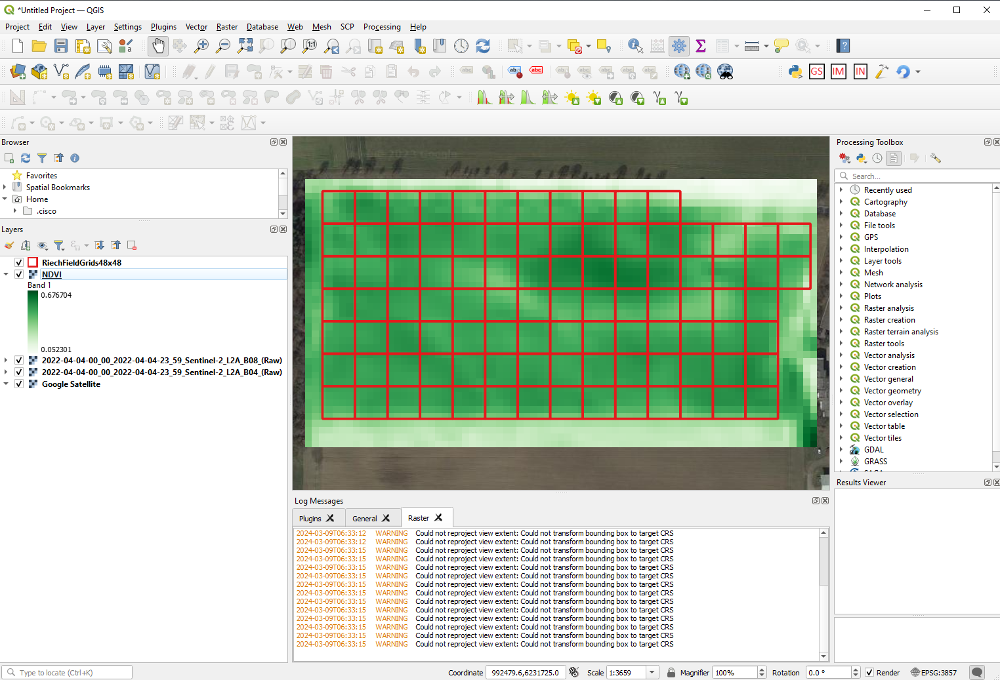 *Untitled Project — QGIS
Project Edit View Layer Settings Plugins Vector Raster Database Web Mesh SCP Processing Help
1:1
abc ab abc abc abc abc abc abc GS IM IN
Browser
Favorites
Spatial Bookmarks
Home
.cisco
Layers
RiechFieldGrids48x48
NDVI
Band 1
0.676704
0.052301
2022-04-04-00_00_2022-04-04-23_59_Sentinel-2_L2A_B08_(Raw)
2022-04-04-00_00_2022-04-04-23_59_Sentinel-2_L2A_B04_(Raw)
Google Satellite
Log Messages
Plugins General Raster
2024-03-09T06:33:12 WARNING Could not reproject view extent: Could not transform bounding box to target CRS
2024-03-09T06:33:12 WARNING Could not reproject view extent: Could not transform bounding box to target CRS
2024-03-09T06:33:15 WARNING Could not reproject view extent: Could not transform bounding box to target CRS
2024-03-09T06:33:15 WARNING Could not reproject view extent: Could not transform bounding box to target CRS
2024-03-09T06:33:15 WARNING Could not reproject view extent: Could not transform bounding box to target CRS
2024-03-09T06:33:15 WARNING Could not reproject view extent: Could not transform bounding box to target CRS
2024-03-09T06:33:15 WARNING Could not reproject view extent: Could not transform bounding box to target CRS
2024-03-09T06:33:15 WARNING Could not reproject view extent: Could not transform bounding box to target CRS
2024-03-09T06:33:15 WARNING Could not reproject view extent: Could not transform bounding box to target CRS
2024-03-09T06:33:15 WARNING Could not reproject view extent: Could not transform bounding box to target CRS
2024-03-09T06:33:15 WARNING Could not reproject view extent: Could not transform bounding box to target CRS
2024-03-09T06:33:15 WARNING Could not reproject view extent: Could not transform bounding box to target CRS
2024-03-09T06:33:15 WARNING Could not reproject view extent: Could not transform bounding box to target CRS
2024-03-09T06:33:15 WARNING Could not reproject view extent: Could not transform bounding box to target CRS
Processing Toolbox
Search...
Recently used
Cartography
Database
File tools
GPS
Interpolation
Layer tools
Mesh
Network analysis
Plots
Raster analysis
Raster creation
Raster terrain analysis
Raster tools
Vector analysis
Vector creation
Vector general
Vector geometry
Vector overlay
Vector selection
Vector table
Vector tiles
GDAL
GRASS
Results Viewer
Type to locate (Ctrl+K)
Coordinate 992479.6,6231725.0 Scale 1:3659 Magnifier 100% Rotation 0.0 ° Render EPSG:3857